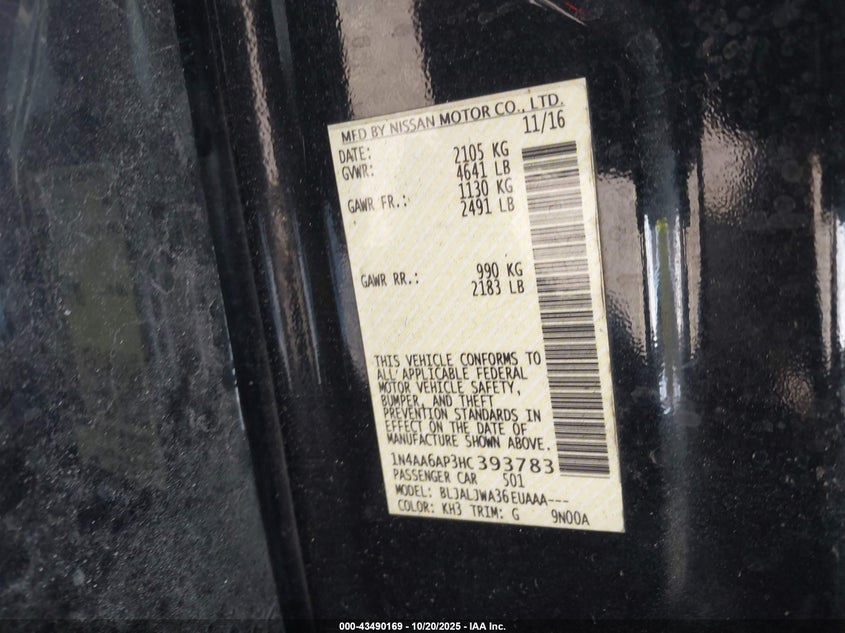 MFD BY NISSAN MOTOR CO., LTD.
DATE: 11/16
GVWR: 2105 KG
4641 LB
GAWR FR.: 1130 KG
2491 LB
GAWR RR.: 990 KG
2183 LB
THIS VEHICLE CONFORMS TO
ALL APPLICABLE FEDERAL
MOTOR VEHICLE SAFETY,
BUMPER, AND THEFT
PREVENTION STANDARDS IN
EFFECT ON THE DATE OF
MANUFACTURE SHOWN ABOVE.
1N4AA6AP3HC393783
PASSENGER CAR 501
MODEL: BLJALJWA36EUAAA---
COLOR: KH3 TRIM: G 9N00A
000-43490169 - 10/20/2025 - IAA Inc.